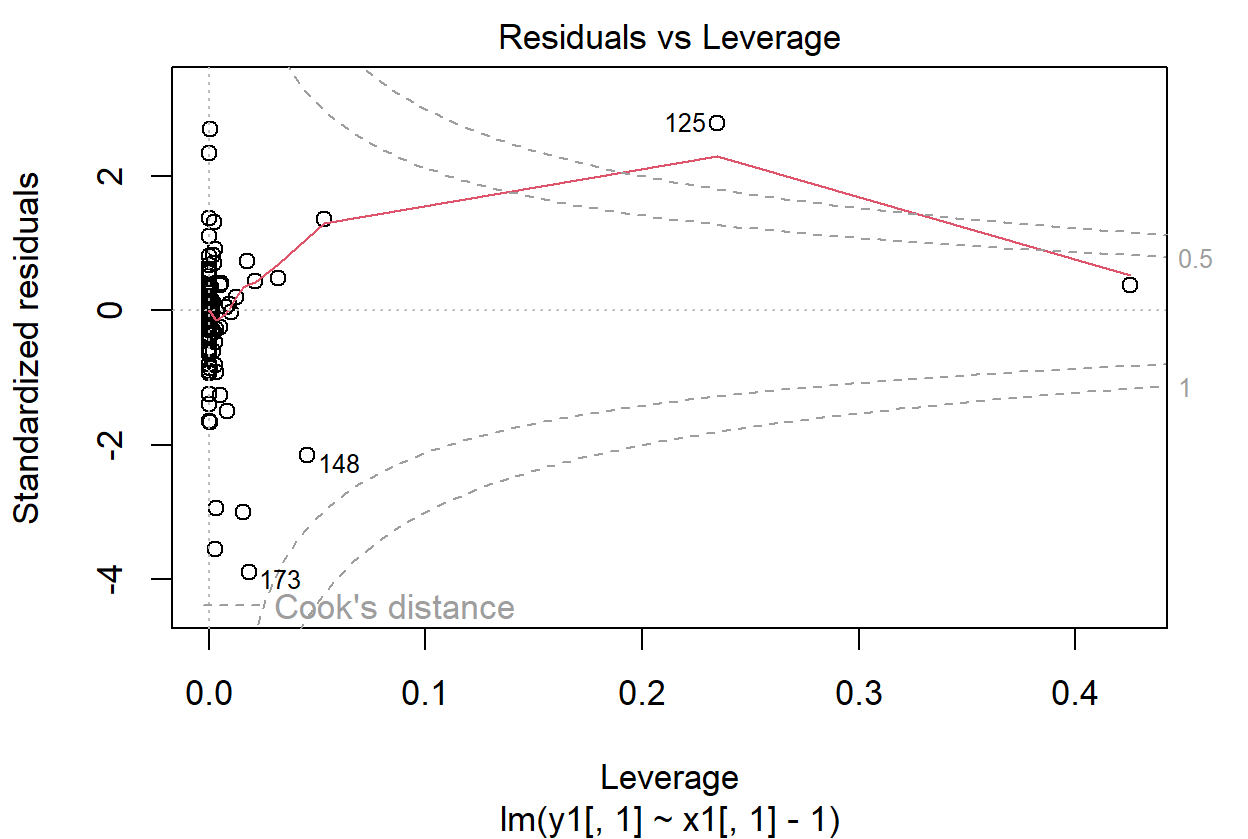 Residuals vs Leverage
Standardized residuals
2
0
-2
-4
125
148
173
0.5
1
Cook's distance
0.0 0.1 0.2 0.3 0.4
Leverage
lm(y1[, 1] ~ x1[, 1] - 1)